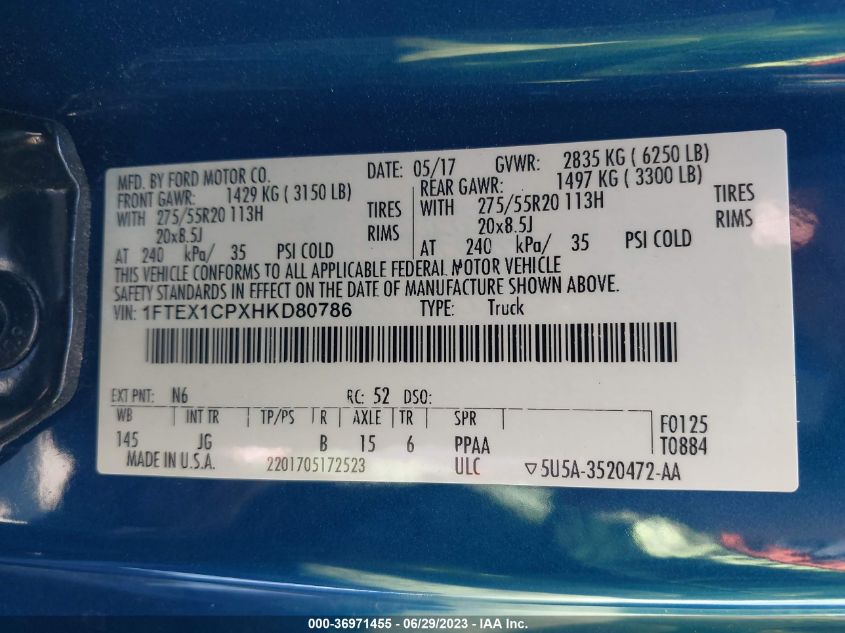 MFD. BY FORD MOTOR CO. DATE: 05/17 GVWR: 2835 KG ( 6250 LB)
FRONT GAWR: 1429 KG ( 3150 LB) REAR GAWR: 1497 KG ( 3300 LB)
WITH 275/55R20 113H TIRES WITH 275/55R20 113H TIRES
20x8.5J RIMS 20x8.5J RIMS
AT 240 kPa/ 35 PSI COLD AT 240 kPa/ 35 PSI COLD
THIS VEHICLE CONFORMS TO ALL APPLICABLE FEDERAL MOTOR VEHICLE
SAFETY STANDARDS IN EFFECT ON THE DATE OF MANUFACTURE SHOWN ABOVE.
VIN: 1FTEX1CPXHKD80786 TYPE: Truck
EXT PNT: N6 RC: 52 DSO:
WB INT TR TP/PS R AXLE TR SPR F0125
145 JG B 15 6 PPAA T0884
MADE IN U.S.A. 2201705172523 ULC ▽5U5A-3520472-AA
000-36971455 - 06/29/2023 - IAA Inc.